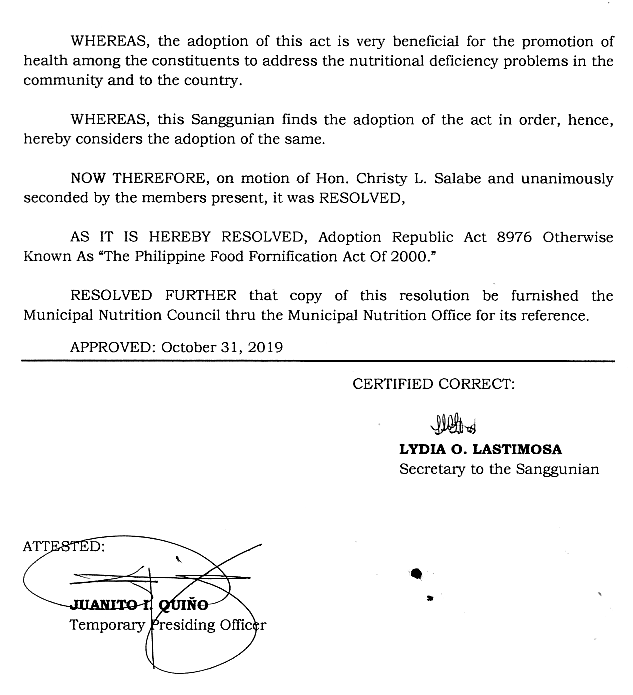 WHEREAS, the adoption of this act is very beneficial for the promotion of
health among the constituents to address the nutritional deficiency problems in the
community and to the country.
WHEREAS, this Sanggunian finds the adoption of the act in order, hence,
hereby considers the adoption of the same.
NOW THEREFORE, on motion of Hon. Christy L. Salabe and unanimously
seconded by the members present, it was RESOLVED,
AS IT IS HEREBY RESOLVED, Adoption Republic Act 8976 Otherwise
Known As "The Philippine Food Fornification Act Of 2000."
RESOLVED FURTHER that copy of this resolution be furnished the
Municipal Nutrition Council thru the Municipal Nutrition Office for its reference.
APPROVED: October 31, 2019
CERTIFIED CORRECT:
LYDIA O. LASTIMOSA
Secretary to the Sanggunian
ATTESTED:
JUANITO I. QUIÑO
Temporary Presiding Officer